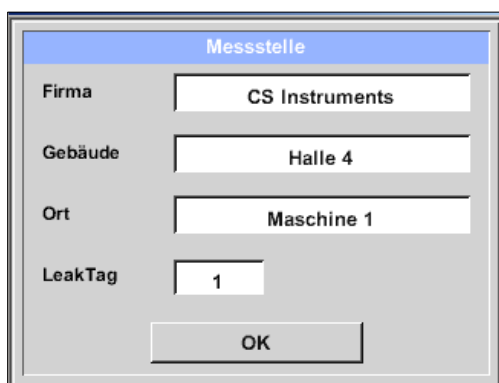 Messstelle
Firma CS Instruments
Gebäude Halle 4
Ort Maschine 1
LeakTag 1
OK